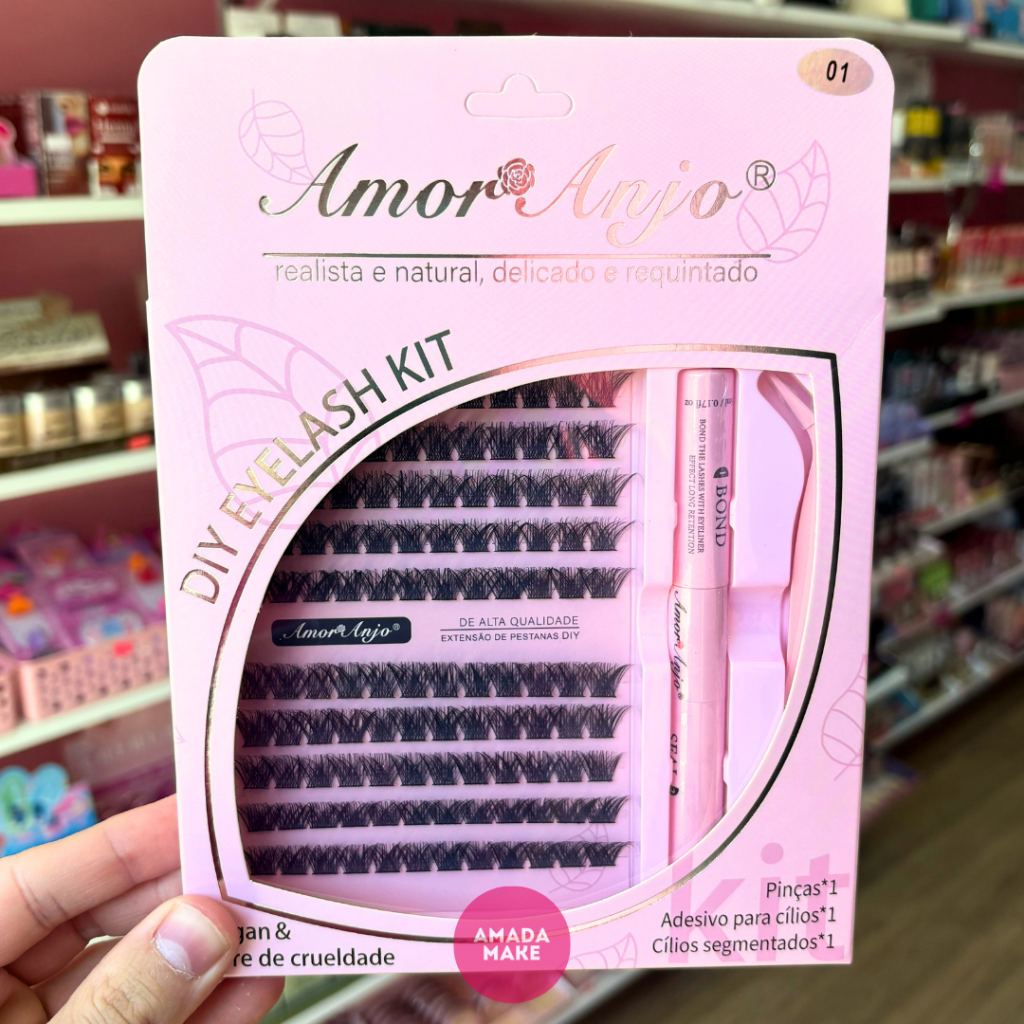 01
Amor Anjo®
realista e natural, delicado e requintado
DIY EYELASH KIT
oz
BOND THE LASHES WITH EYELINER
EFFECT LONG RETENTION
BOND
Amor Anjo®
DE ALTA QUALIDADE
EXTENSÃO DE PESTANAS DIY
Amor Anjo®
SEAL
kit
Pinças*1
Adesivo para cílios*1
Cílios segmentados*1
gan &
re de crueldade
AMADA
MAKE